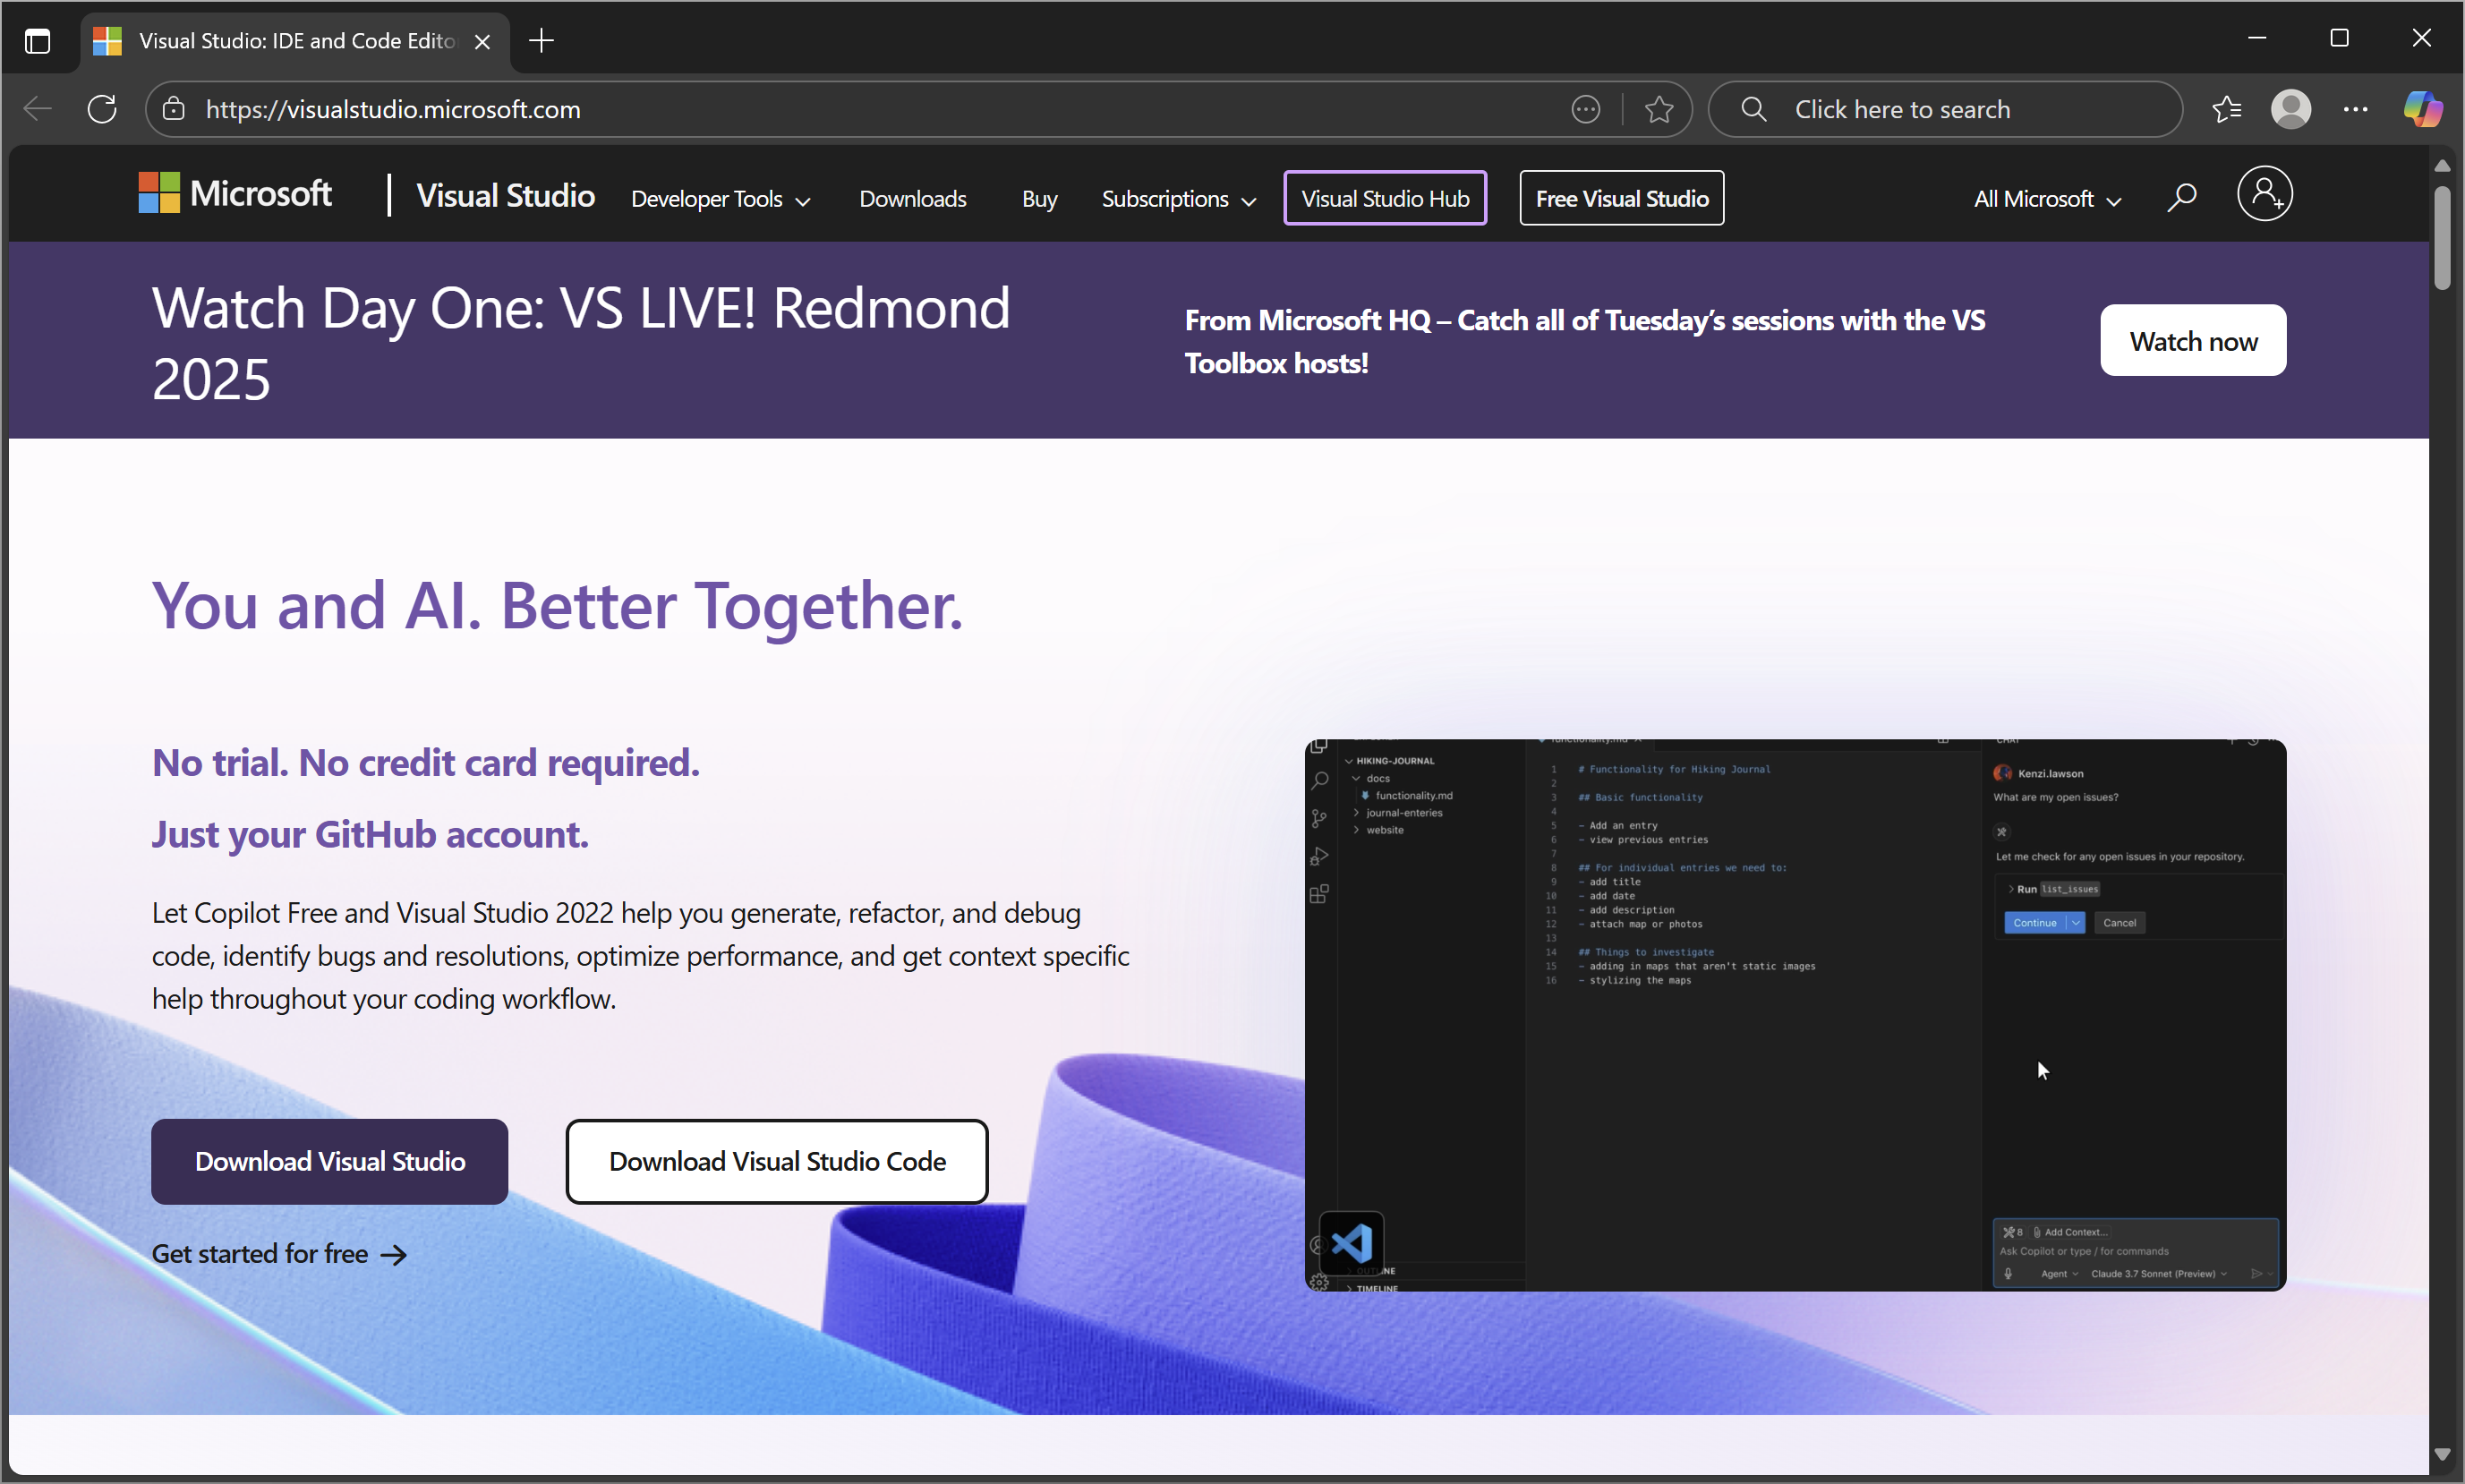 Visual Studio: IDE and Code Edito
https://visualstudio.microsoft.com
Click here to search
Microsoft
Visual Studio
Developer Tools
Downloads
Buy
Subscriptions
Visual Studio Hub
Free Visual Studio
All Microsoft
Watch Day One: VS LIVE! Redmond
2025
From Microsoft HQ – Catch all of Tuesday’s sessions with the VS
Toolbox hosts!
Watch now
You and AI. Better Together.
No trial. No credit card required.
Just your GitHub account.
Let Copilot Free and Visual Studio 2022 help you generate, refactor, and debug
code, identify bugs and resolutions, optimize performance, and get context specific
help throughout your coding workflow.
Download Visual Studio
Download Visual Studio Code
Get started for free
HIKING-JOURNAL
docs
functionality.md
journal-enteries
website
OUTLINE
TIMELINE
functionality.md
1 # Functionality for Hiking Journal
2
3 ## Basic functionality
4
5 - Add an entry
6 - view previous entries
7
8 ## For individual entries we need to:
9 - add title
10 - add date
11 - add description
12 - attach map or photos
13
14 ## Things to investigate
15 - adding in maps that aren't static images
16 - stylizing the maps
CHAT
Kenzi.lawson
What are my open issues?
Let me check for any open issues in your repository.
Run list_issues
Continue
Cancel
8 Add Context...
Ask Copilot or type / for commands
Agent
Claude 3.7 Sonnet (Preview)